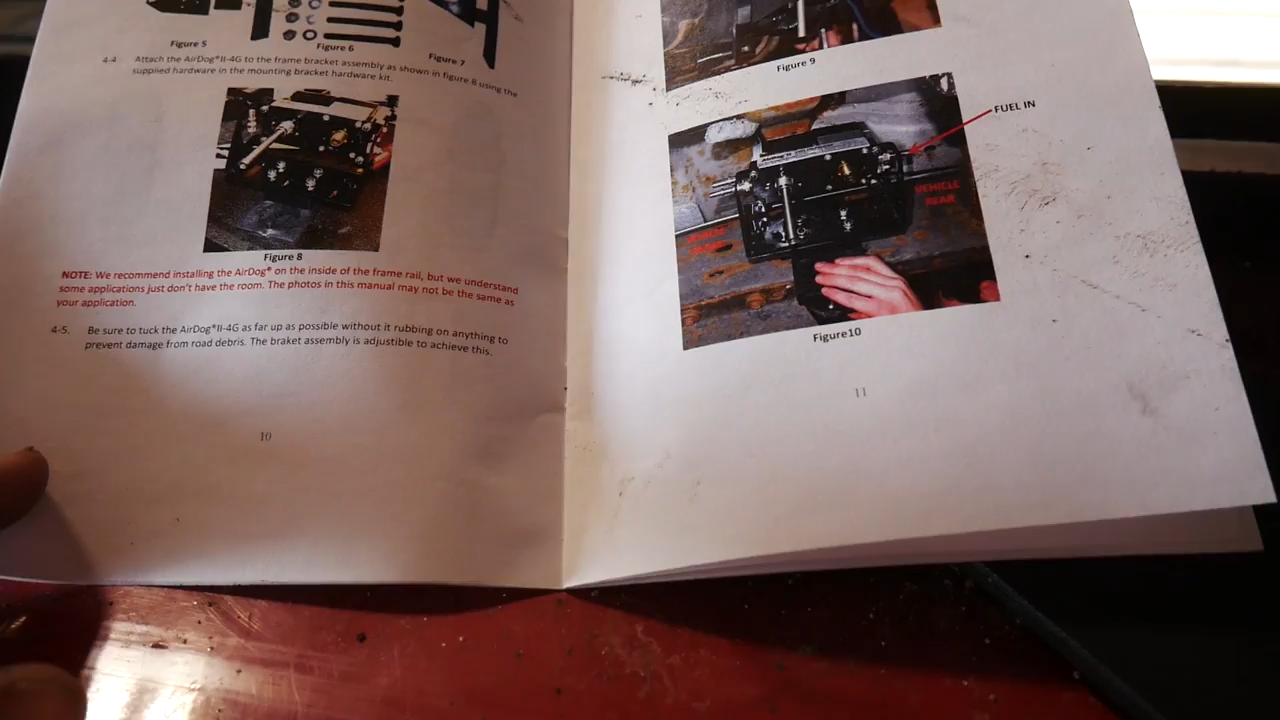 Figure 5
Figure 6
Figure 7
4-4 Attach the AirDog®II-4G to the frame bracket assembly as shown in figure 8 using the
supplied hardware in the mounting bracket hardware kit.
Figure 8
NOTE: We recommend installing the AirDog® on the inside of the frame rail, but we understand
some applications just don't have the room. The photos in this manual may not be the same as
your application.
4-5. Be sure to tuck the AirDog®II-4G as far up as possible without it rubbing on anything to
prevent damage from road debris. The braket assembly is adjustible to achieve this.
10
Figure 9
FUEL IN
AirDog II
VEHICLE
REAR
VEHICLE
Figure10
11